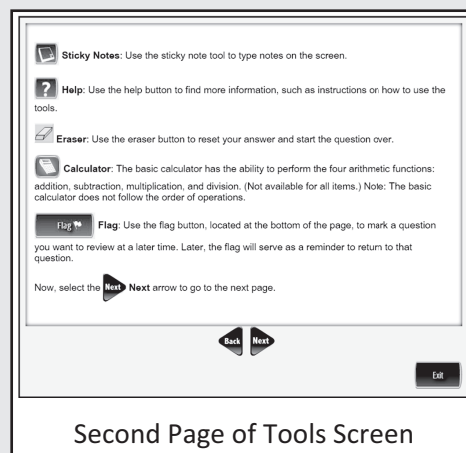 Sticky Notes: Use the sticky note tool to type notes on the screen.
? Help: Use the help button to find more information, such as instructions on how to use the
tools.
Eraser: Use the eraser button to reset your answer and start the question over.
Calculator: The basic calculator has the ability to perform the four arithmetic functions:
addition, subtraction, multiplication, and division. (Not available for all items.) Note: The basic
calculator does not follow the order of operations.
Flag Flag: Use the flag button, located at the bottom of the page, to mark a question
you want to review at a later time. Later, the flag will serve as a reminder to return to that
question.
Now, select the Next Next arrow to go to the next page.
Back Next
Exit
Second Page of Tools Screen